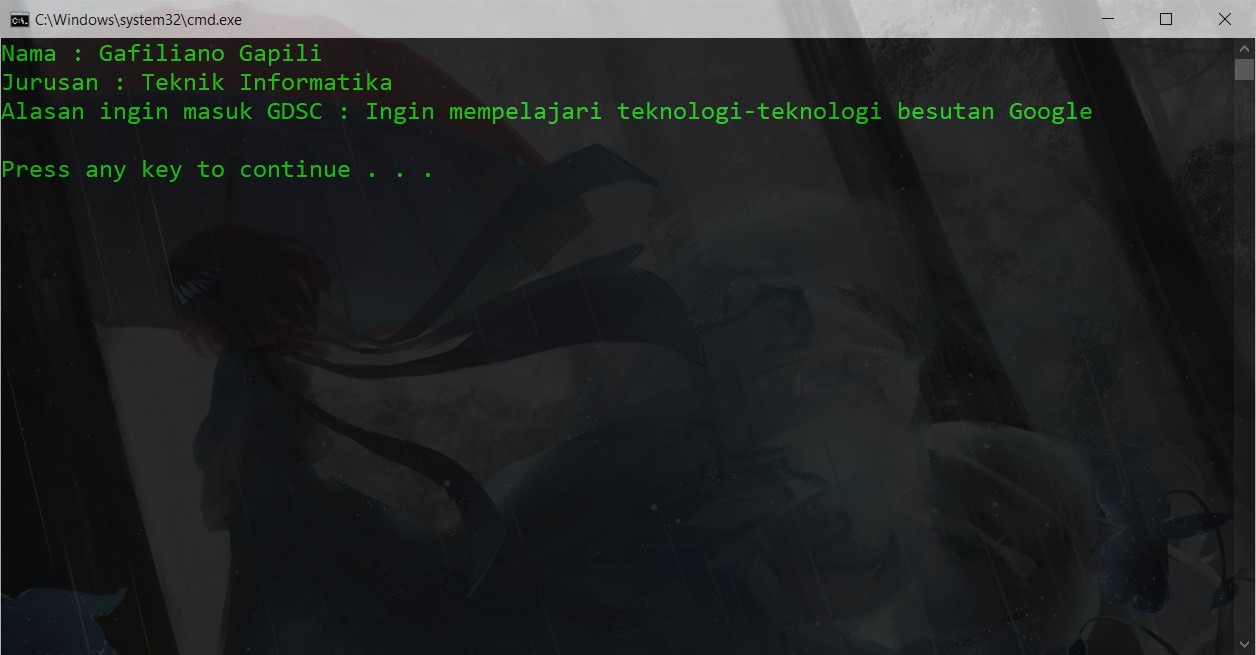 C:\Windows\system32\cmd.exe
Nama : Gafiliano Gapili
Jurusan : Teknik Informatika
Alasan ingin masuk GDSC : Ingin mempelajari teknologi-teknologi besutan Google
Press any key to continue . . .